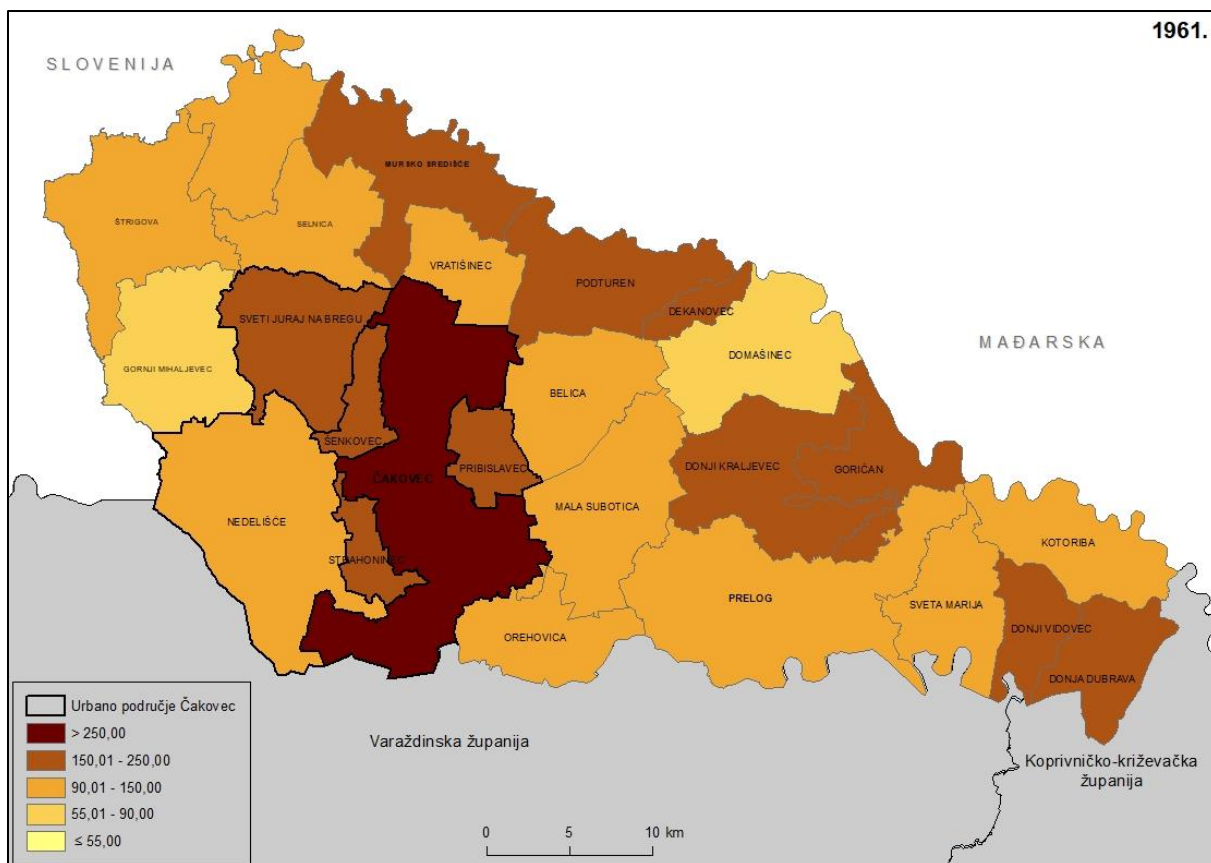 1961.
SLOVENIJA
MURSKO SREDIŠĆE
ŠTRIGOVA
SELNICA
VRATIŠINEC
PODTUREN
DEKANOVEC
SVETI JURAJ NA BREGU
DOMAŠINEC
MAĐARSKA
GORNJI MIHALJEVEC
BELICA
ŠENKOVEC
PRIBISLAVEC
DONJI KRALJEVEC
GORIČAN
ČAKOVEC
MALA SUBOTICA
NEDELIŠĆE
KOTORIBA
STRAHONINEC
PRELOG
SVETA MARIJA
OREHOVICA
DONJI VIDOVEC
DONJA DUBRAVA
Urbano područje Čakovec
> 250,00
150,01 - 250,00
90,01 - 150,00
55,01 - 90,00
≤ 55,00
Varaždinska županija
Koprivničko-križevačka
županija
0 5 10 km